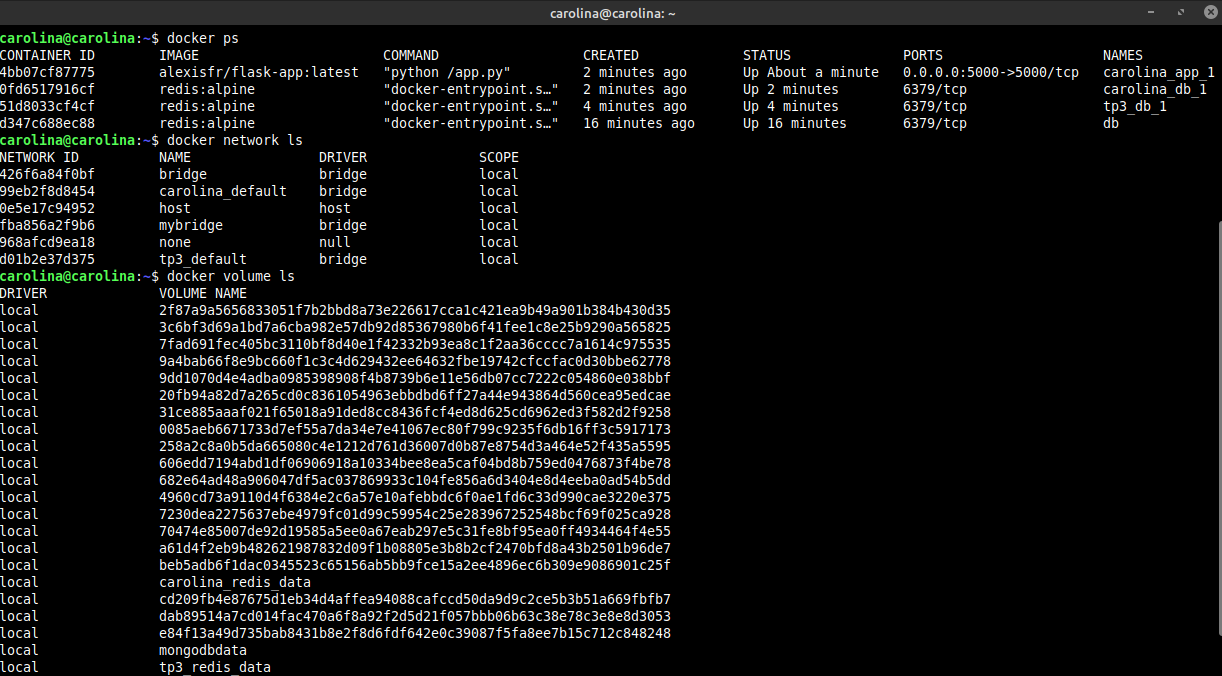 carolina@carolina: ~
carolina@carolina:~$ docker ps
CONTAINER ID IMAGE COMMAND CREATED STATUS PORTS NAMES
4bb07cf87775 alexisfr/flask-app:latest "python /app.py" 2 minutes ago Up About a minute 0.0.0.0:5000->5000/tcp carolina_app_1
0fd6517916cf redis:alpine "docker-entrypoint.s…" 2 minutes ago Up 2 minutes 6379/tcp carolina_db_1
51d8033cf4cf redis:alpine "docker-entrypoint.s…" 4 minutes ago Up 4 minutes 6379/tcp tp3_db_1
d347c688ec88 redis:alpine "docker-entrypoint.s…" 16 minutes ago Up 16 minutes 6379/tcp db
carolina@carolina:~$ docker network ls
NETWORK ID NAME DRIVER SCOPE
426f6a84f0bf bridge bridge local
99eb2f8d8454 carolina_default bridge local
0e5e17c94952 host host local
fba856a2f9b6 mybridge bridge local
968afcd9ea18 none null local
d01b2e37d375 tp3_default bridge local
carolina@carolina:~$ docker volume ls
DRIVER VOLUME NAME
local 2f87a9a5656833051f7b2bbd8a73e226617cca1c421ea9b49a901b384b430d35
local 3c6bf3d69a1bd7a6cba982e57db92d85367980b6f41fee1c8e25b9290a565825
local 7fad691fec405bc3110bf8d40e1f42332b93ea8c1f2aa36cccc7a1614c975535
local 9a4bab66f8e9bc660f1c3c4d629432ee64632fbe19742cfccfac0d30bbe62778
local 9dd1070d4e4adba0985398908f4b8739b6e11e56db07cc7222c054860e038bbf
local 20fb94a82d7a265cd0c8361054963ebbdbd6ff27a44e943864d560cea95edcae
local 31ce885aaaf021f65018a91ded8cc8436fcf4ed8d625cd6962ed3f582d2f9258
local 0085aeb6671733d7ef55a7da34e7e41067ec80f799c9235f6db16ff3c5917173
local 258a2c8a0b5da665080c4e1212d761d36007d0b87e8754d3a464e52f435a5595
local 606edd7194abd1df06906918a10334bee8ea5caf04bd8b759ed0476873f4be78
local 682e64ad48a906047df5ac037869933c104fe856a6d3404e8d4eeba0ad54b5dd
local 4960cd73a9110d4f6384e2c6a57e10afebbdc6f0ae1fd6c33d990cae3220e375
local 7230dea2275637ebe4979fc01d99c59954c25e283967252548bcf69f025ca928
local 70474e85007de92d19585a5ee0a67eab297e5c31fe8bf95ea0ff4934464f4e55
local a61d4f2eb9b482621987832d09f1b08805e3b8b2cf2470bfd8a43b2501b96de7
local beb5adb6f1dac0345523c65156ab5bb9fce15a2ee4896ec6b309e9086901c25f
local carolina_redis_data
local cd209fb4e87675d1eb34d4affea94088cafccd50da9d9c2ce5b3b51a669fbfb7
local dab89514a7cd014fac470a6f8a92f2d5d21f057bbb06b63c38e78c3e8e8d3053
local e84f13a49d735bab8431b8e2f8d6fdf642e0c39087f5fa8ee7b15c712c848248
local mongodbdata
local tp3_redis_data